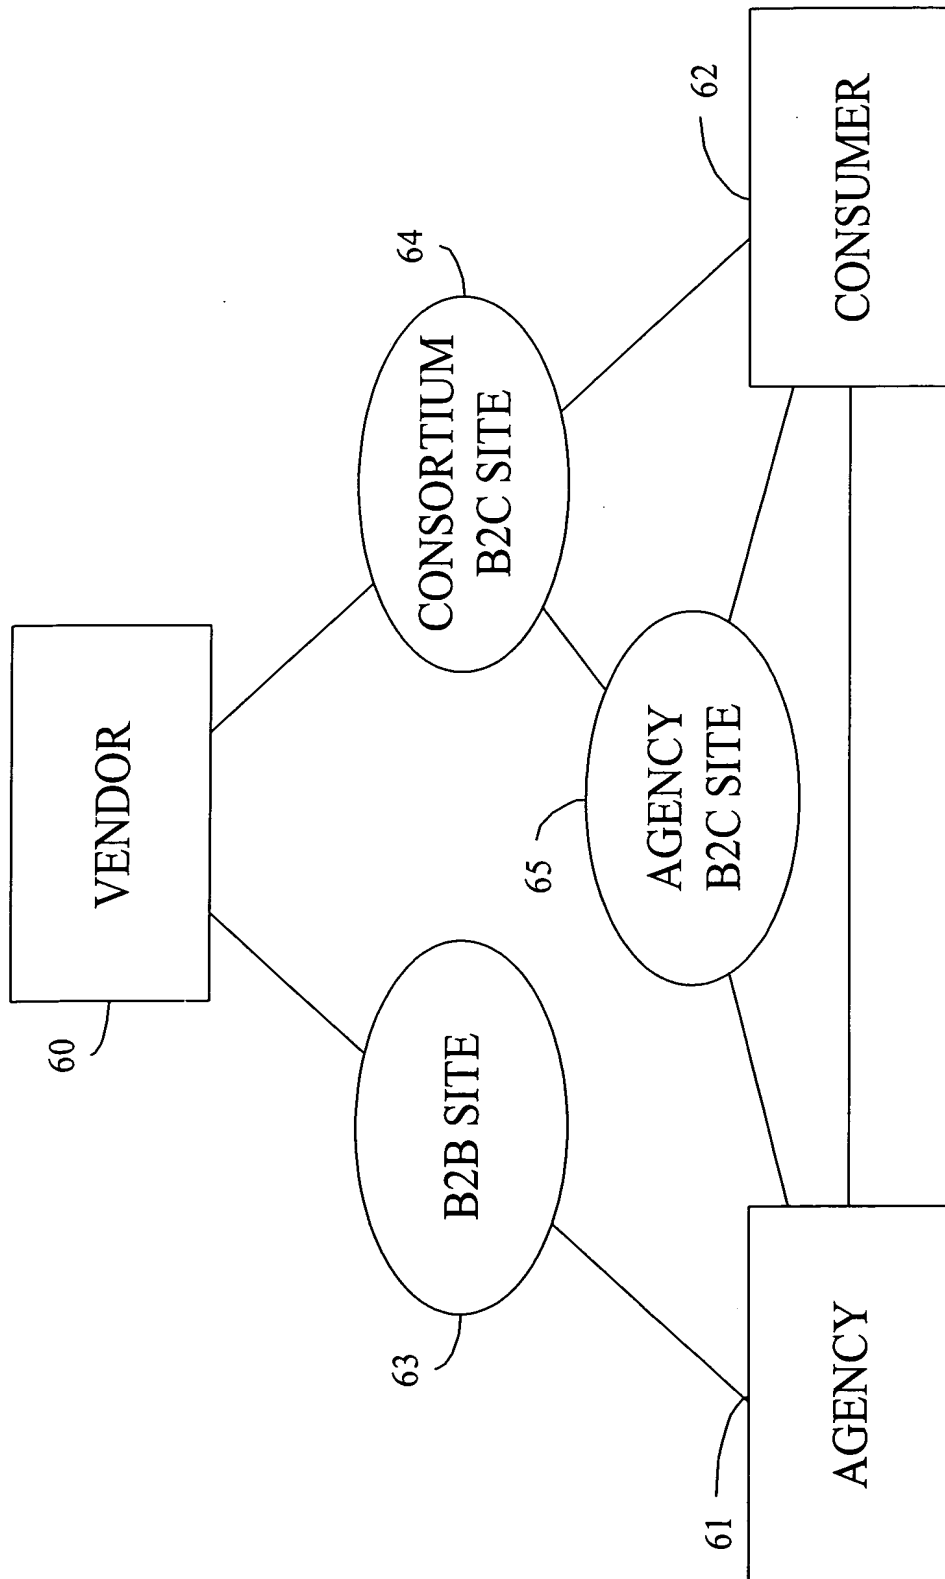 VENDOR
60
B2B SITE
63
CONSORTIUM
B2C SITE
64
AGENCY
B2C SITE
65
AGENCY
61
CONSUMER
62